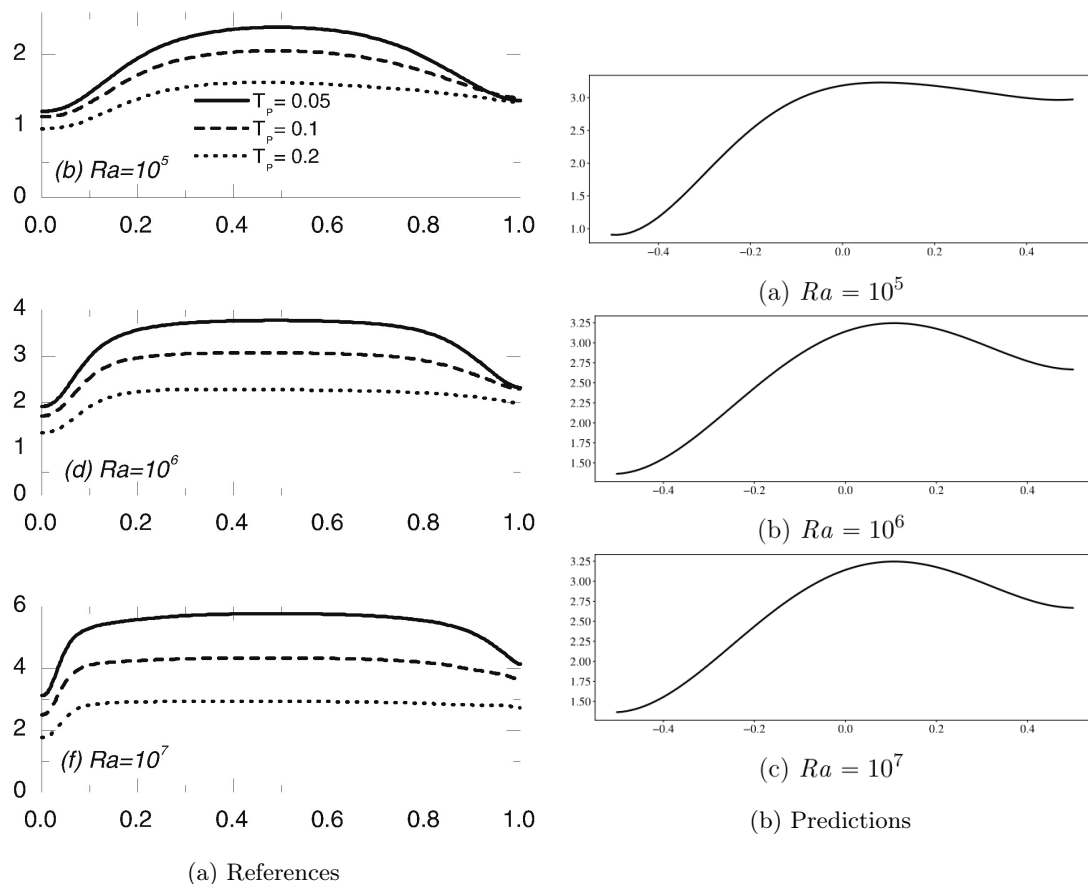 2
1
0
T_P = 0.05
T_P = 0.1
T_P = 0.2
(b) Ra=10^5
0.0 0.2 0.4 0.6 0.8 1.0
4
3
2
1
0
(d) Ra=10^6
0.0 0.2 0.4 0.6 0.8 1.0
6
4
2
0
(f) Ra=10^7
0.0 0.2 0.4 0.6 0.8 1.0
(a) References
3.0
2.5
2.0
1.5
1.0
−0.4 −0.2 0.0 0.2 0.4
(a) Ra = 10^5
3.25
3.00
2.75
2.50
2.25
2.00
1.75
1.50
−0.4 −0.2 0.0 0.2 0.4
(b) Ra = 10^6
3.25
3.00
2.75
2.50
2.25
2.00
1.75
1.50
−0.4 −0.2 0.0 0.2 0.4
(c) Ra = 10^7
(b) Predictions